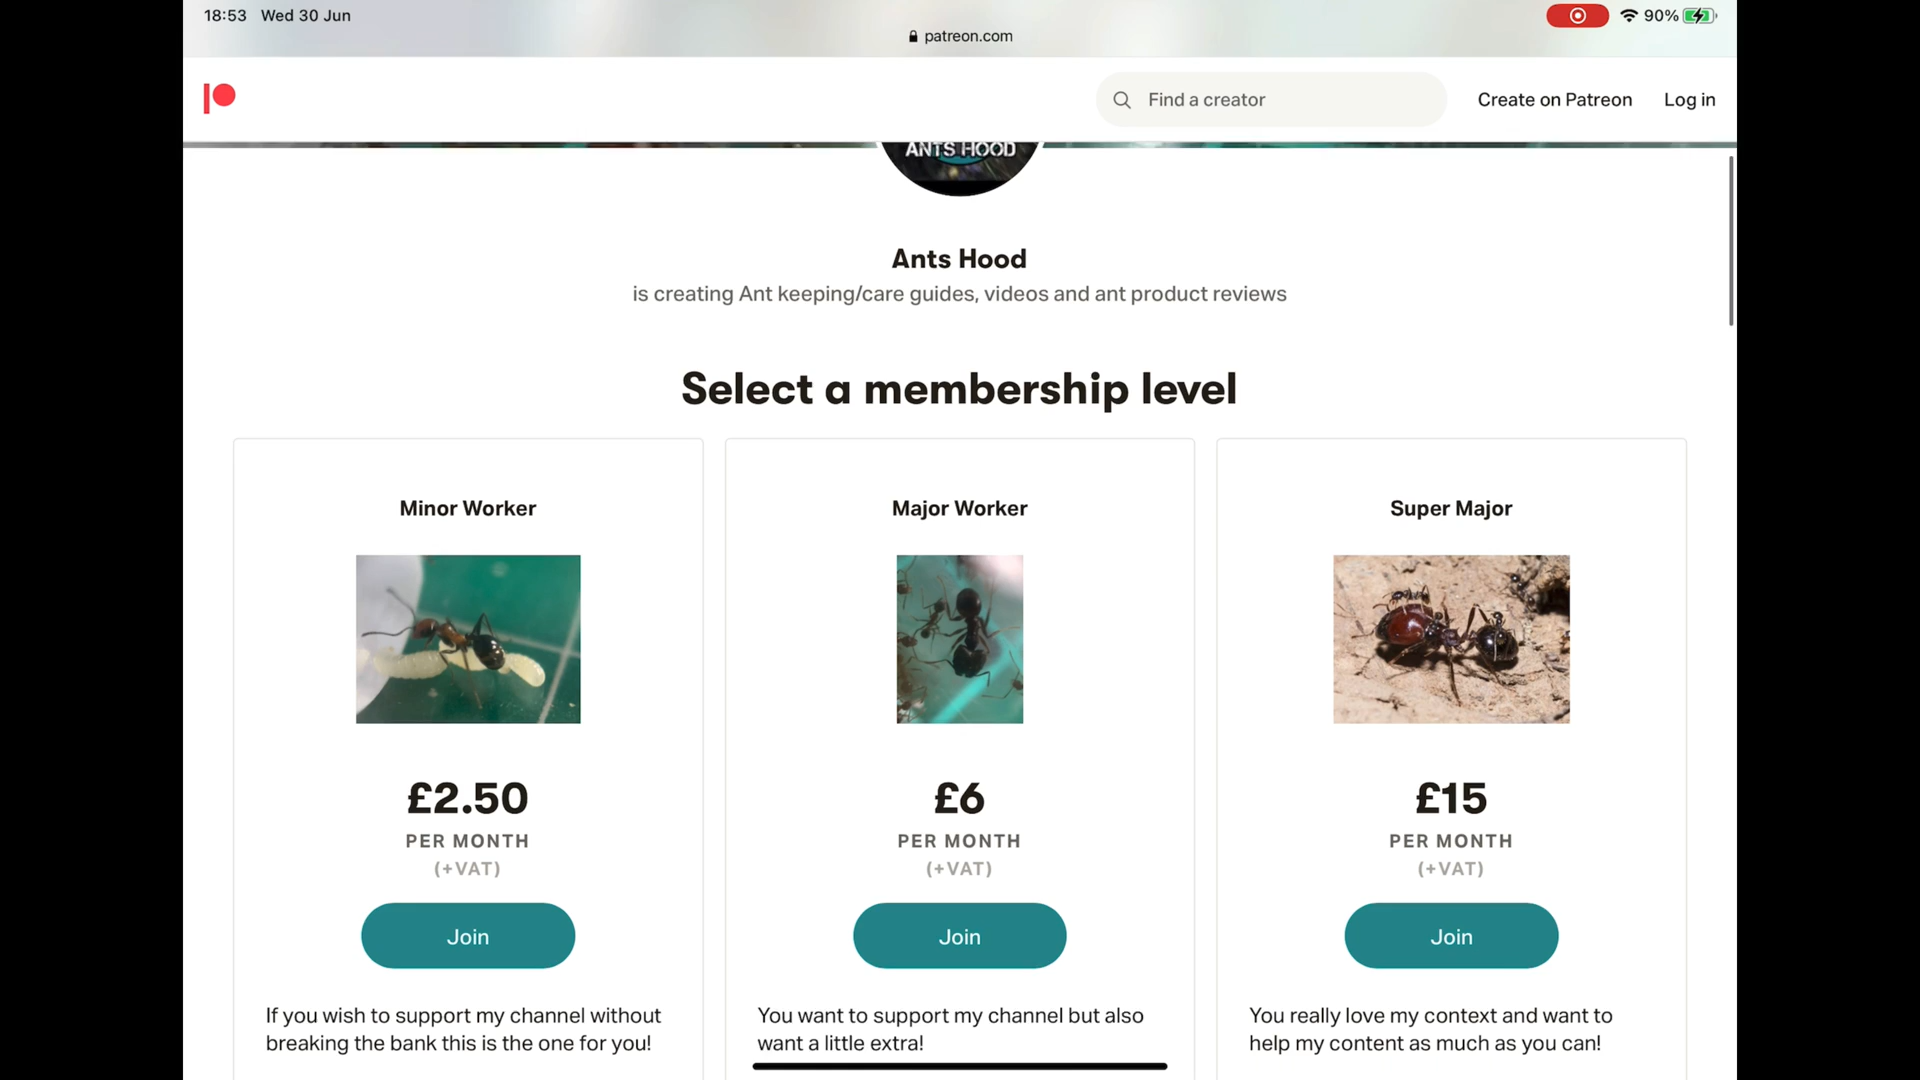 18:53 Wed 30 Jun
90%
patreon.com
Find a creator
Create on Patreon
Log in
ANTS HOOD
Ants Hood
is creating Ant keeping/care guides, videos and ant product reviews
Select a membership level
Minor Worker
£2.50
PER MONTH
(+VAT)
Join
If you wish to support my channel without
breaking the bank this is the one for you!
Major Worker
£6
PER MONTH
(+VAT)
Join
You want to support my channel but also
want a little extra!
Super Major
£15
PER MONTH
(+VAT)
Join
You really love my context and want to
help my content as much as you can!